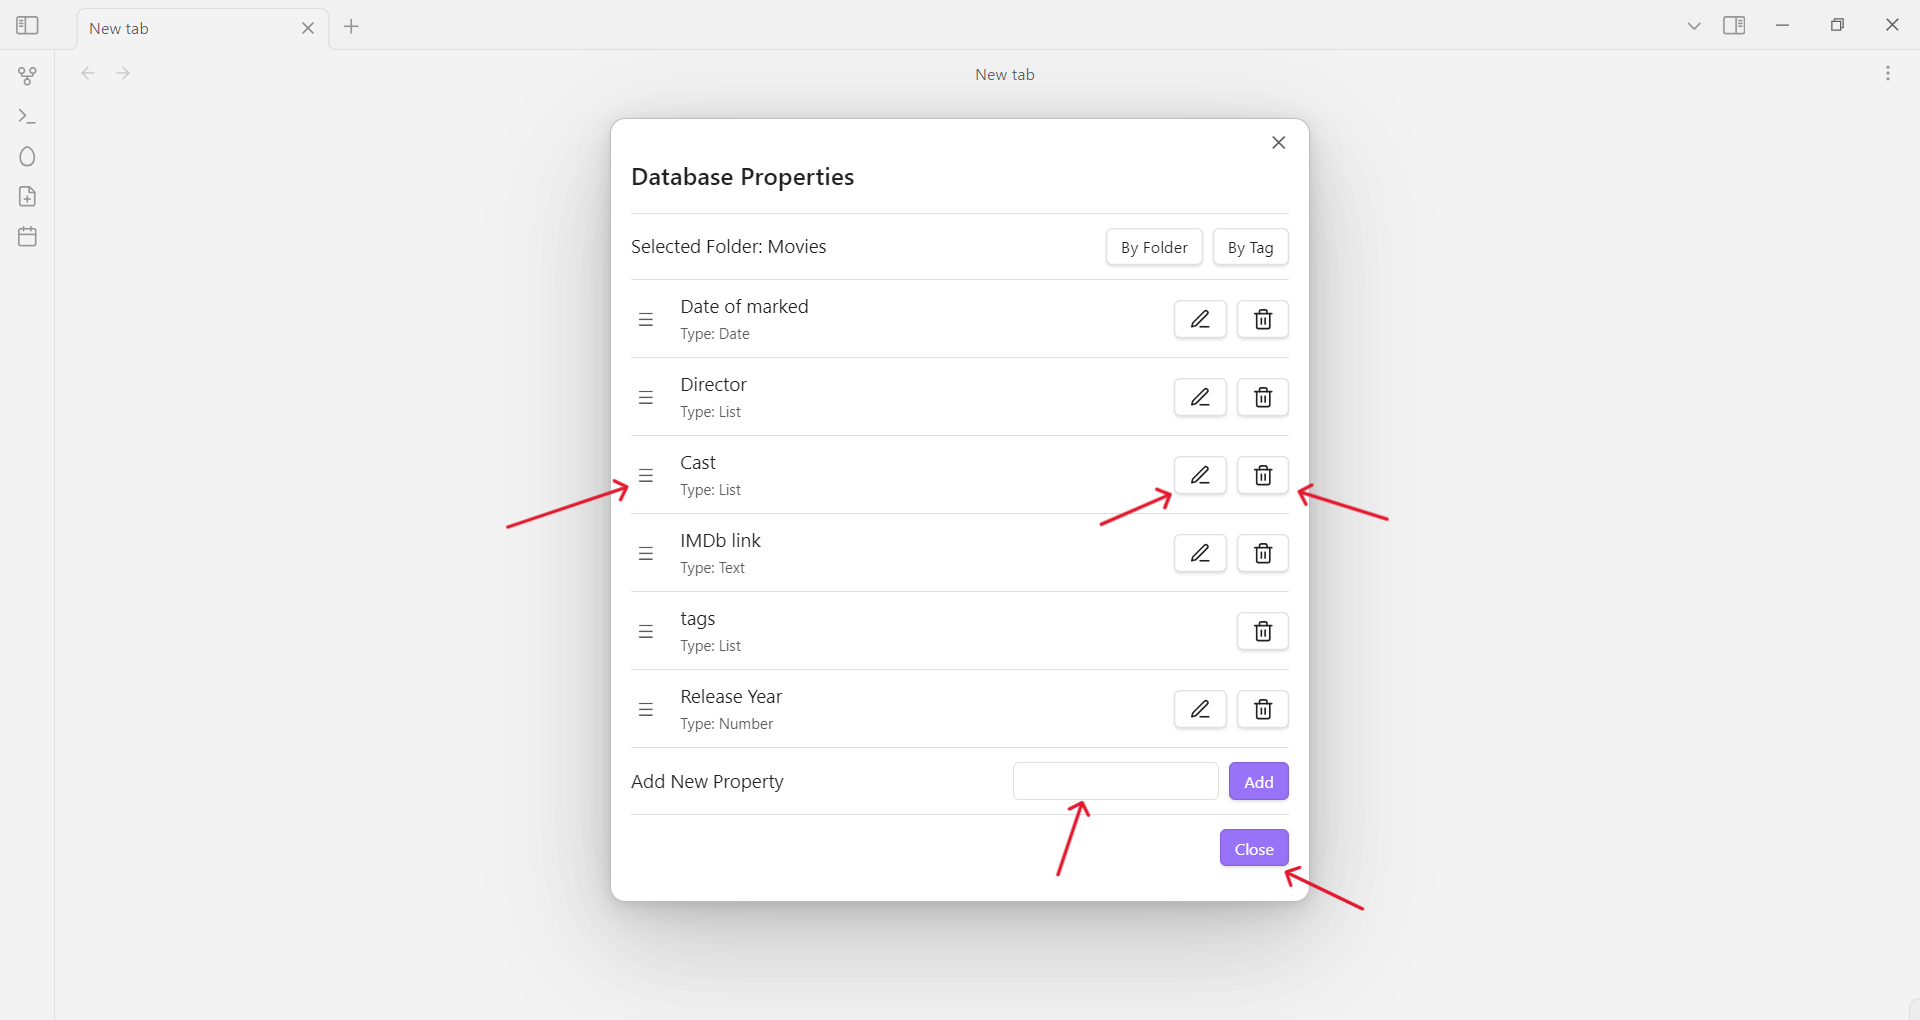 New tab
New tab
Database Properties
Selected Folder: Movies
By Folder
By Tag
Date of marked
Type: Date
Director
Type: List
Cast
Type: List
IMDb link
Type: Text
tags
Type: List
Release Year
Type: Number
Add New Property
Add
Close